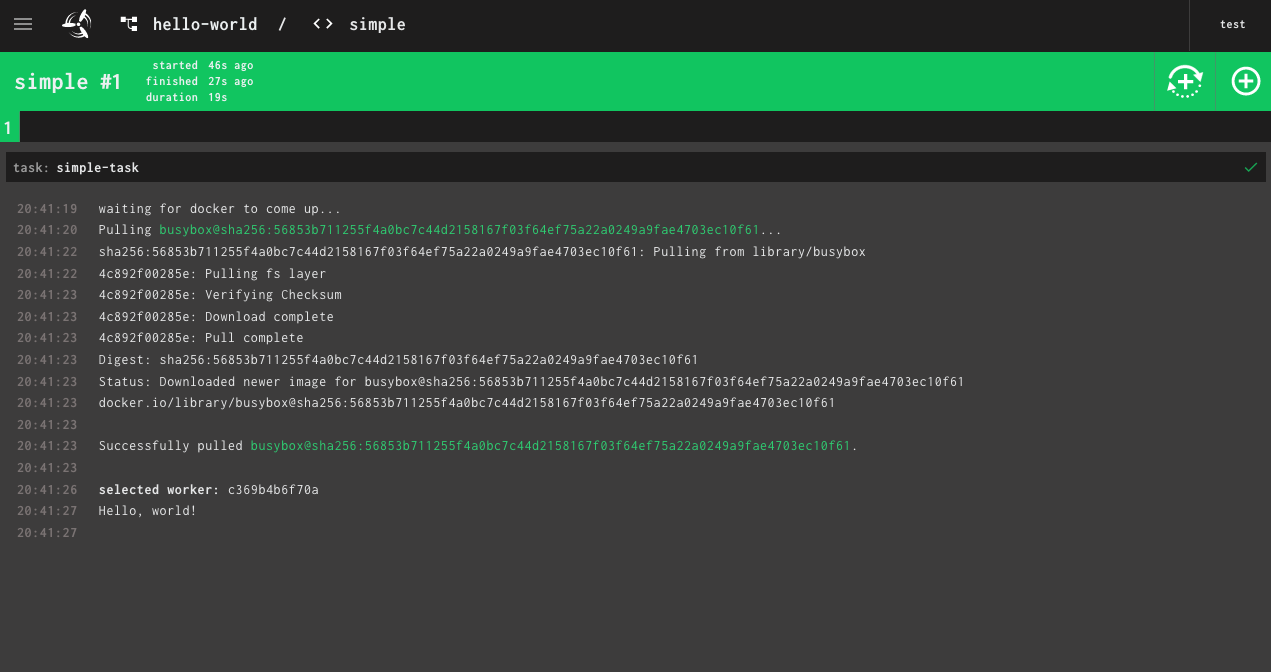 hello-world / simple test
simple #1
started 46s ago
finished 27s ago
duration 19s
1
task: simple-task
20:41:19 waiting for docker to come up...
20:41:20 Pulling busybox@sha256:56853b711255f4a0bc7c44d2158167f03f64ef75a22a0249a9fae4703ec10f61...
20:41:22 sha256:56853b711255f4a0bc7c44d2158167f03f64ef75a22a0249a9fae4703ec10f61: Pulling from library/busybox
20:41:22 4c892f00285e: Pulling fs layer
20:41:23 4c892f00285e: Verifying Checksum
20:41:23 4c892f00285e: Download complete
20:41:23 4c892f00285e: Pull complete
20:41:23 Digest: sha256:56853b711255f4a0bc7c44d2158167f03f64ef75a22a0249a9fae4703ec10f61
20:41:23 Status: Downloaded newer image for busybox@sha256:56853b711255f4a0bc7c44d2158167f03f64ef75a22a0249a9fae4703ec10f61
20:41:23 docker.io/library/busybox@sha256:56853b711255f4a0bc7c44d2158167f03f64ef75a22a0249a9fae4703ec10f61
20:41:23
20:41:23 Successfully pulled busybox@sha256:56853b711255f4a0bc7c44d2158167f03f64ef75a22a0249a9fae4703ec10f61.
20:41:23
20:41:26 selected worker: c369b4b6f70a
20:41:27 Hello, world!
20:41:27